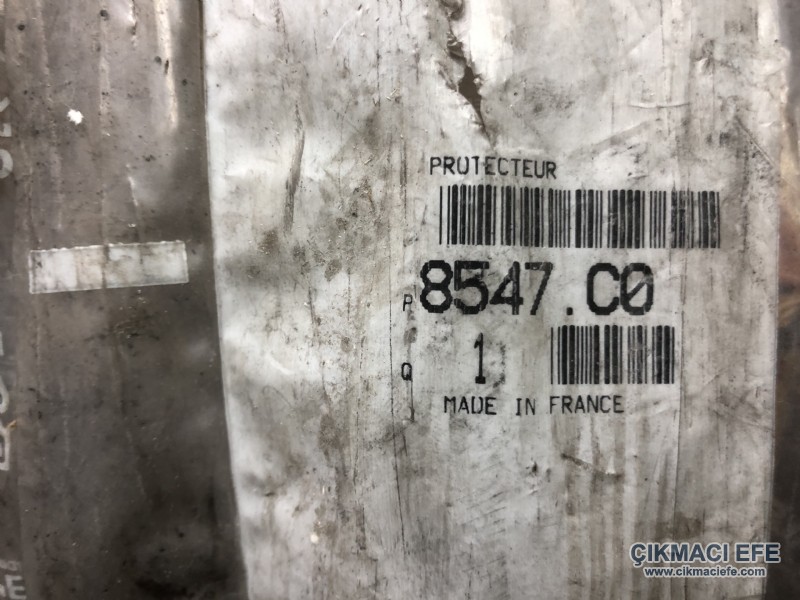 PROTECTEUR
P 8547.C0
Q 1
MADE IN FRANCE
ÇIKMACI EFE
www.cikmaciefe.com